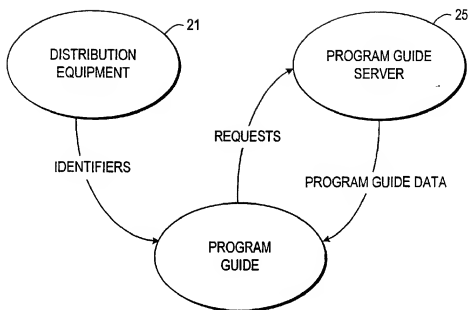 21
DISTRIBUTION
EQUIPMENT
25
PROGRAM GUIDE
SERVER
REQUESTS
IDENTIFIERS
PROGRAM GUIDE DATA
PROGRAM
GUIDE